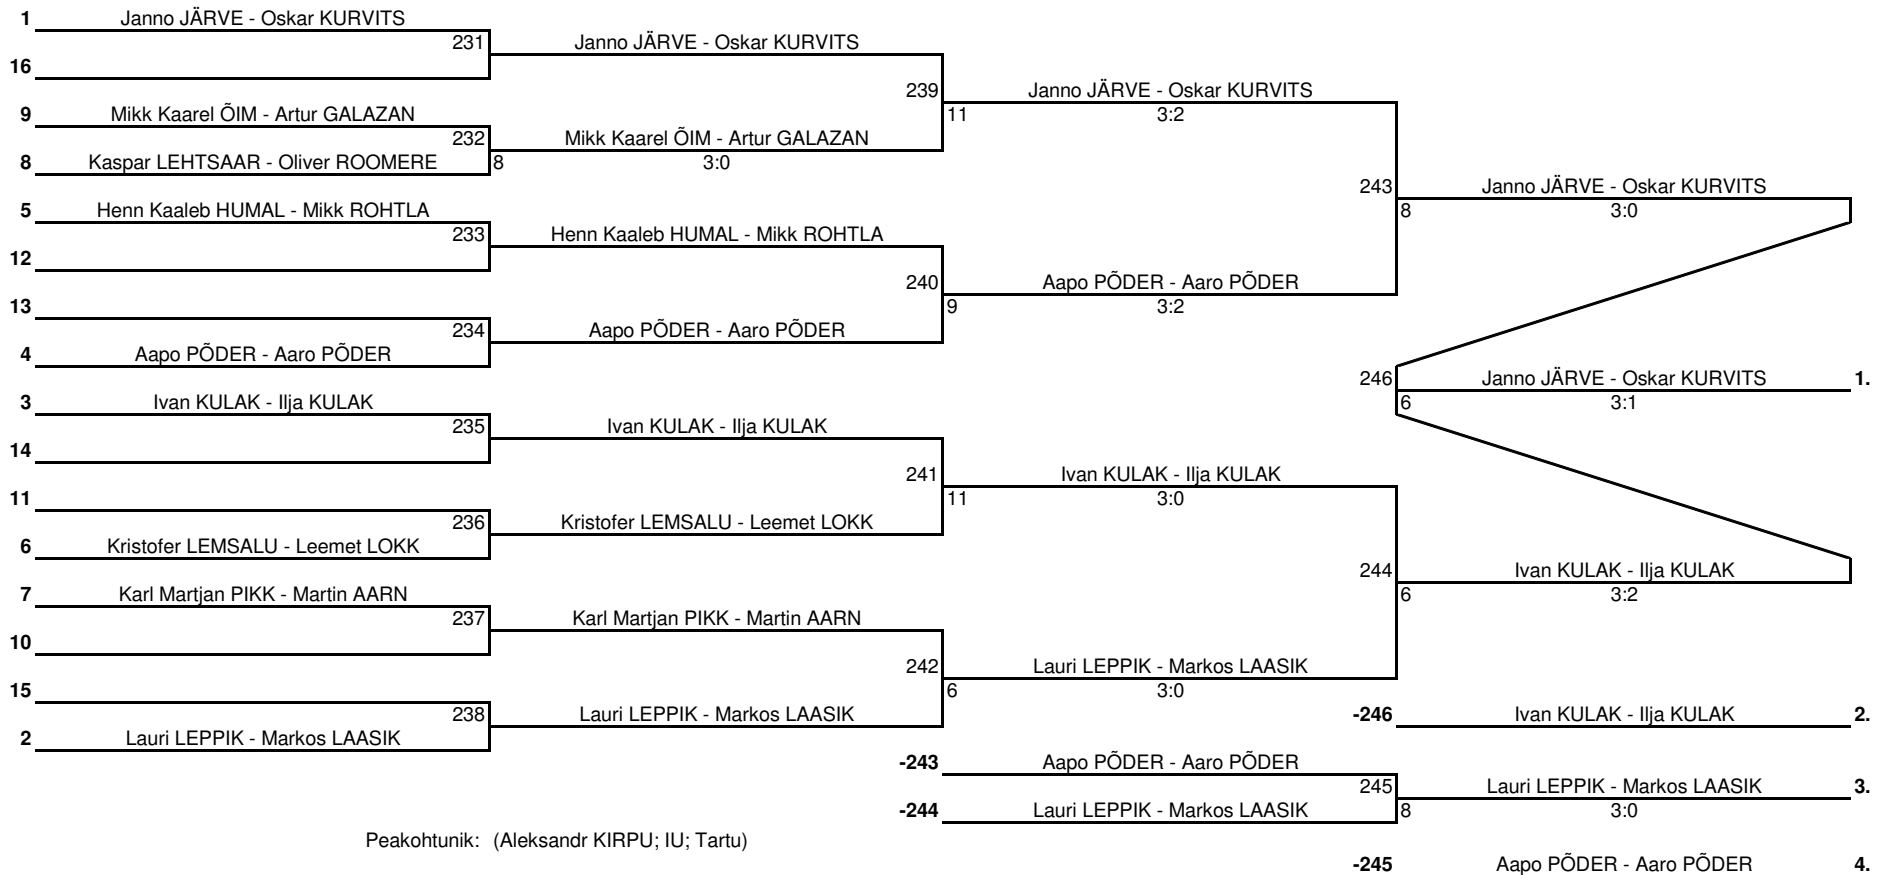 1 Janno JÄRVE - Oskar KURVITS
231 Janno JÄRVE - Oskar KURVITS
16
239 Janno JÄRVE - Oskar KURVITS
9 Mikk Kaarel ÕIM - Artur GALAZAN 11 3:2
232 Mikk Kaarel ÕIM - Artur GALAZAN
8 Kaspar LEHTSAAR - Oliver ROOMERE 8 3:0
243 Janno JÄRVE - Oskar KURVITS
5 Henn Kaaleb HUMAL - Mikk ROHTLA 8 3:0
233 Henn Kaaleb HUMAL - Mikk ROHTLA
12
240 Aapo PÕDER - Aaro PÕDER
13 9 3:2
234 Aapo PÕDER - Aaro PÕDER
4 Aapo PÕDER - Aaro PÕDER
246 Janno JÄRVE - Oskar KURVITS 1.
3 Ivan KULAK - Ilja KULAK 6 3:1
235 Ivan KULAK - Ilja KULAK
14
241 Ivan KULAK - Ilja KULAK
11 11 3:0
236 Kristofer LEMSALU - Leemet LOKK
6 Kristofer LEMSALU - Leemet LOKK
244 Ivan KULAK - Ilja KULAK
7 Karl Martjan PIKK - Martin AARN 6 3:2
237 Karl Martjan PIKK - Martin AARN
10
242 Lauri LEPPIK - Markos LAASIK
15 6 3:0
238 Lauri LEPPIK - Markos LAASIK -246 Ivan KULAK - Ilja KULAK 2.
2 Lauri LEPPIK - Markos LAASIK
-243 Aapo PÕDER - Aaro PÕDER
245 Lauri LEPPIK - Markos LAASIK 3.
-244 Lauri LEPPIK - Markos LAASIK 8 3:0
Peakohtunik: (Aleksandr KIRPU; IU; Tartu)
-245 Aapo PÕDER - Aaro PÕDER 4.